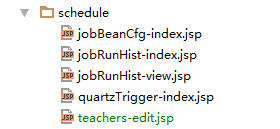 schedule
jobBeanCfg-index.jsp
jobRunHist-index.jsp
jobRunHist-view.jsp
quartzTrigger-index.jsp
teachers-edit.jsp